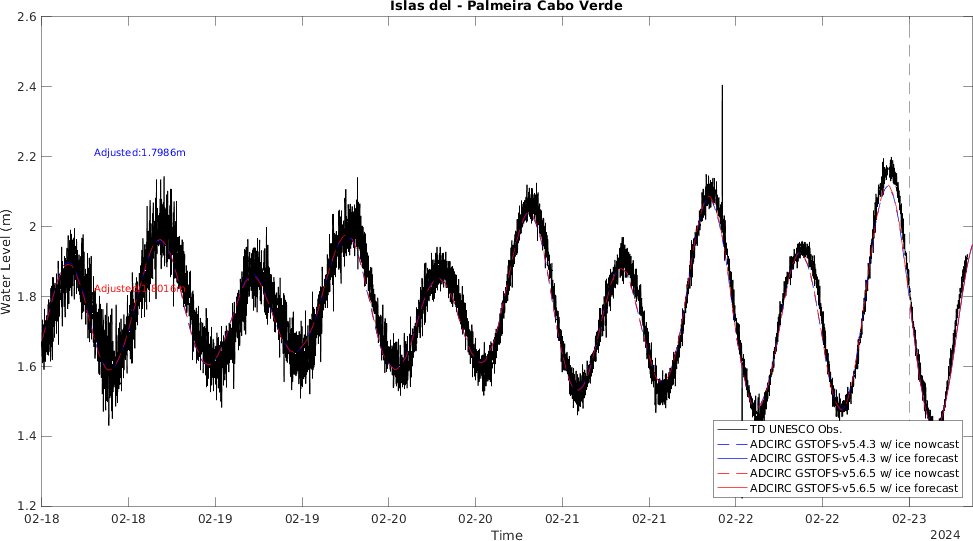 Islas del - Palmeira Cabo Verde
2.6
2.4
2.2
2
1.8
1.6
1.4
1.2
Water Level (m)
Adjusted:1.7986m
Adjusted:1.8016m
TD UNESCO Obs.
ADCIRC GSTOFS-v5.4.3 w/ ice nowcast
ADCIRC GSTOFS-v5.4.3 w/ ice forecast
ADCIRC GSTOFS-v5.6.5 w/ ice nowcast
ADCIRC GSTOFS-v5.6.5 w/ ice forecast
02-18 02-18 02-19 02-19 02-20 02-20 02-21 02-21 02-22 02-22 02-23
Time
2024